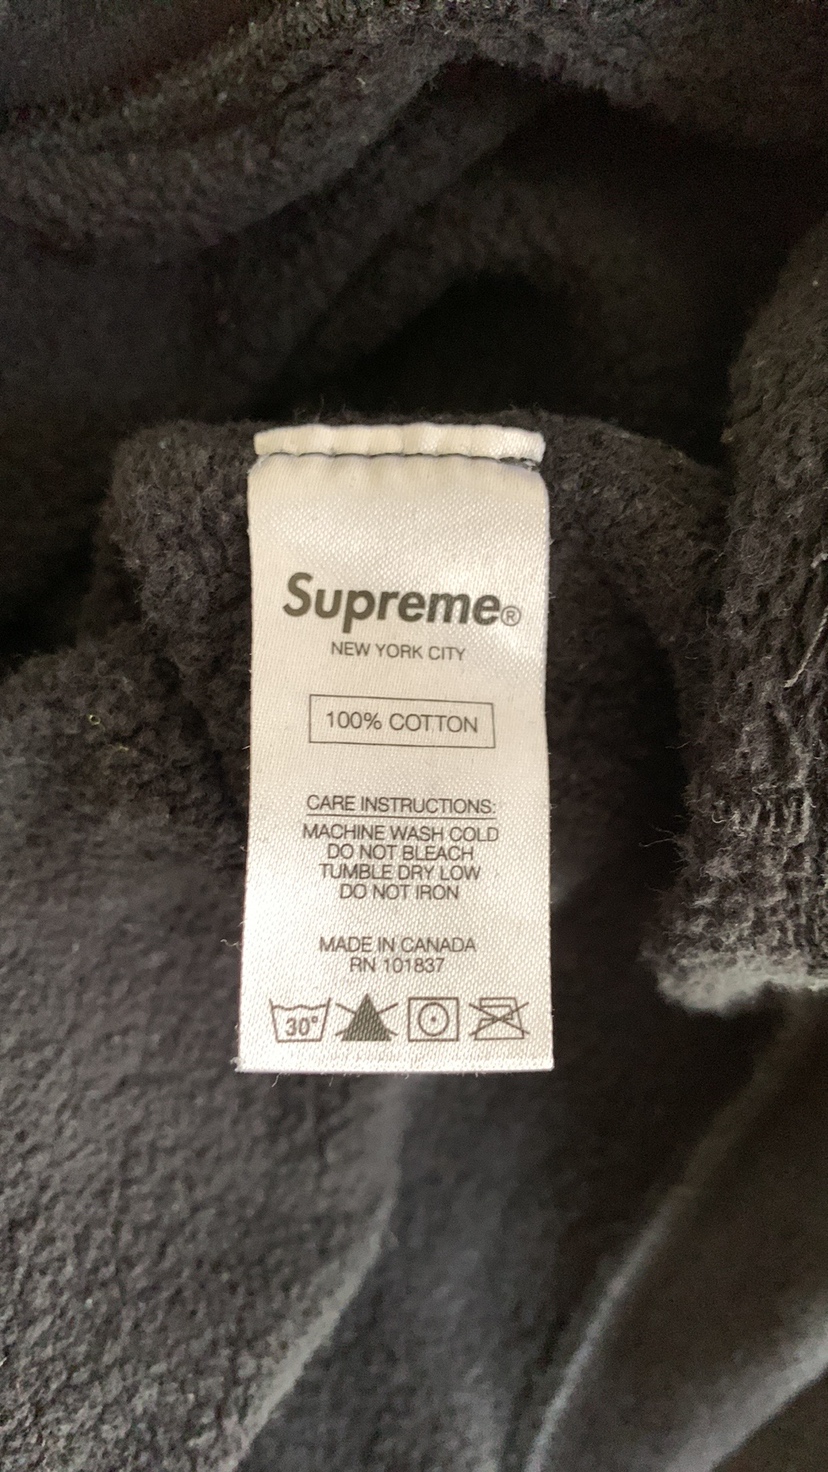 Supreme®
NEW YORK CITY
100% COTTON
CARE INSTRUCTIONS:
MACHINE WASH COLD
DO NOT BLEACH
TUMBLE DRY LOW
DO NOT IRON
MADE IN CANADA
RN 101837
30°